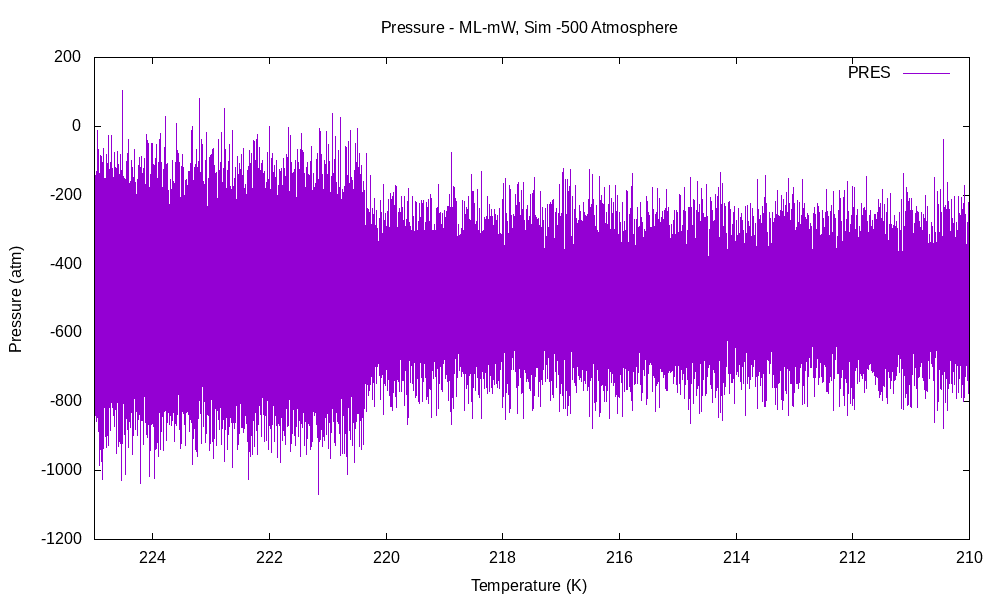 Pressure - ML-mW, Sim -500 Atmosphere
PRES
200
0
-200
-400
-600
-800
-1000
-1200
Pressure (atm)
224 222 220 218 216 214 212 210
Temperature (K)